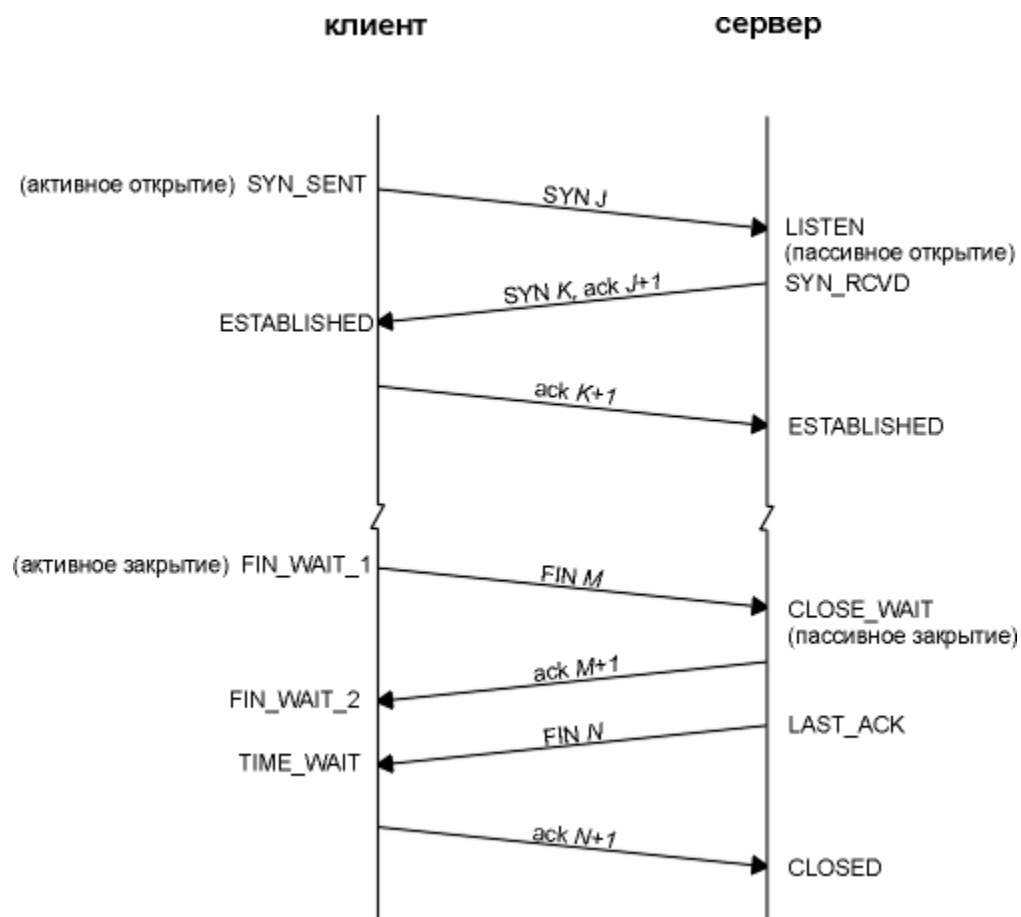 клиент
сервер
(активное открытие) SYN_SENT
SYN J
LISTEN
(пассивное открытие)
SYN_RCVD
SYN K, ack J+1
ESTABLISHED
ack K+1
ESTABLISHED
(активное закрытие) FIN_WAIT_1
FIN M
CLOSE_WAIT
(пассивное закрытие)
ack M+1
FIN_WAIT_2
LAST_ACK
FIN N
TIME_WAIT
ack N+1
CLOSED